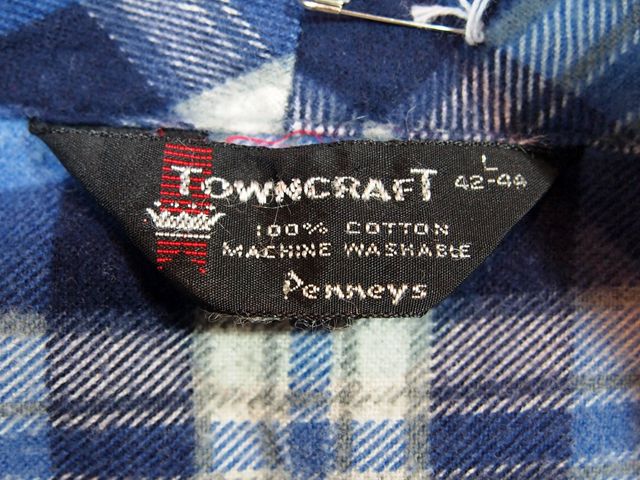 TOWNCRAFT
L
42-44
100% COTTON
MACHINE WASHABLE
Penneys